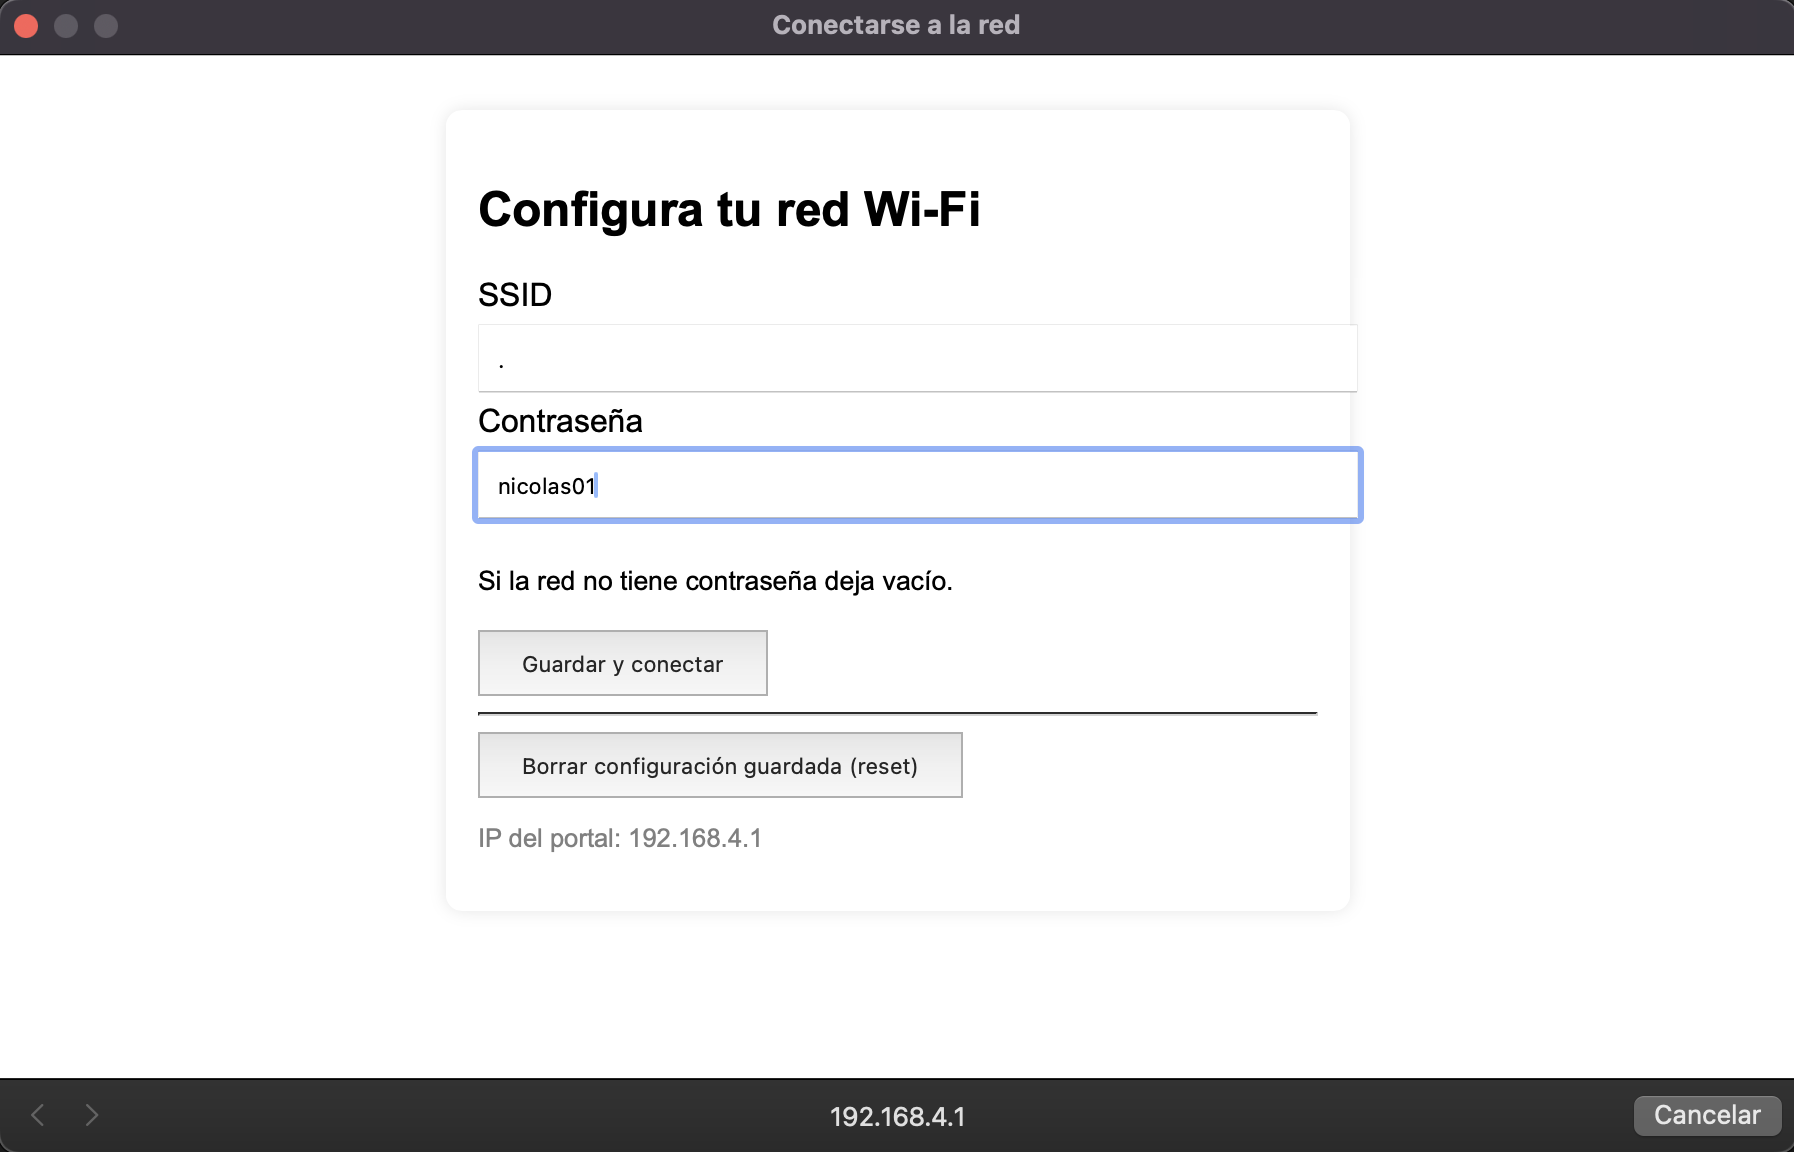 Conectarse a la red
Configura tu red Wi-Fi
SSID
.
Contraseña
nicolas01
Si la red no tiene contraseña deja vacío.
Guardar y conectar
Borrar configuración guardada (reset)
IP del portal: 192.168.4.1
192.168.4.1
Cancelar